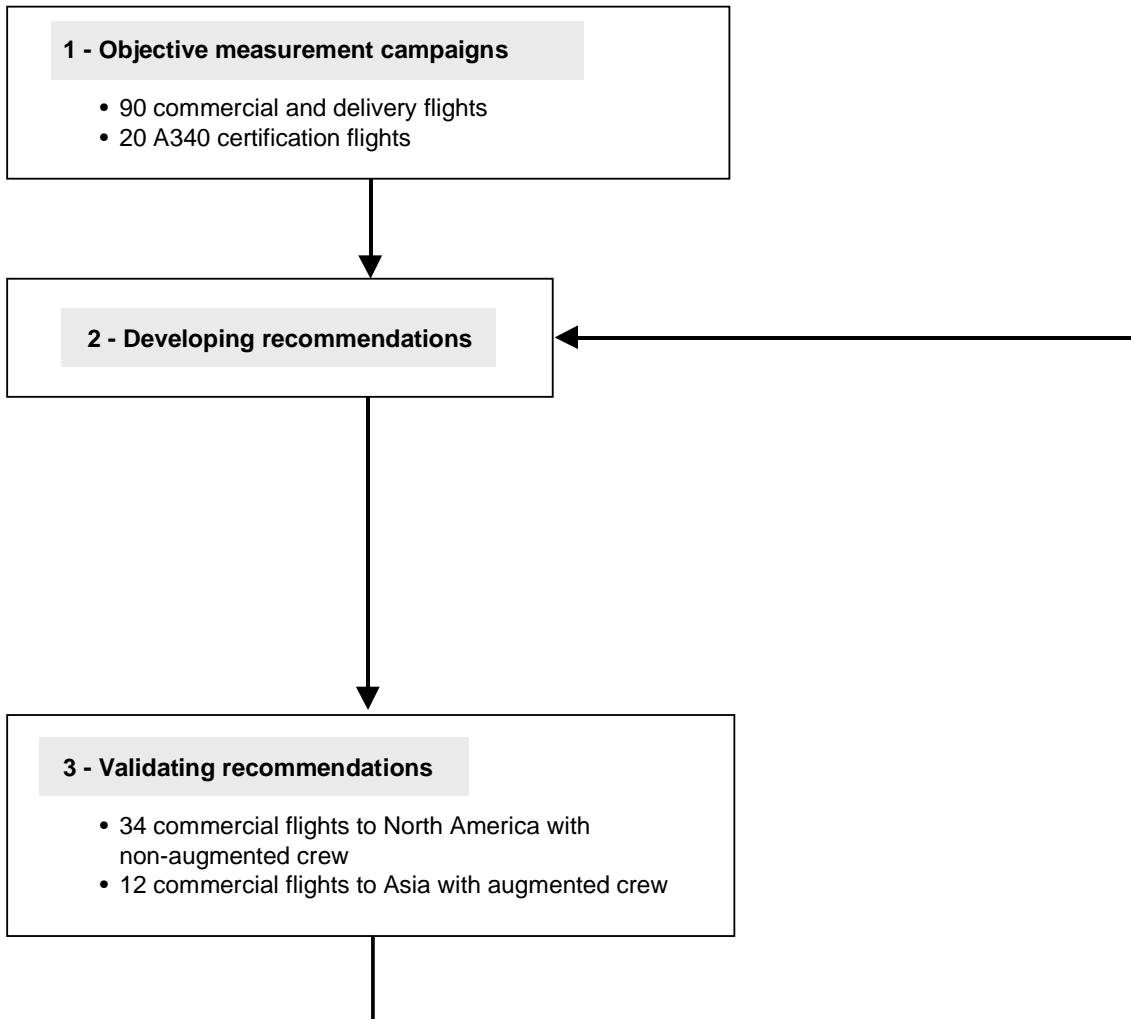 1 - Objective measurement campaigns
• 90 commercial and delivery flights
• 20 A340 certification flights
2 - Developing recommendations
3 - Validating recommendations
• 34 commercial flights to North America with
non-augmented crew
• 12 commercial flights to Asia with augmented crew